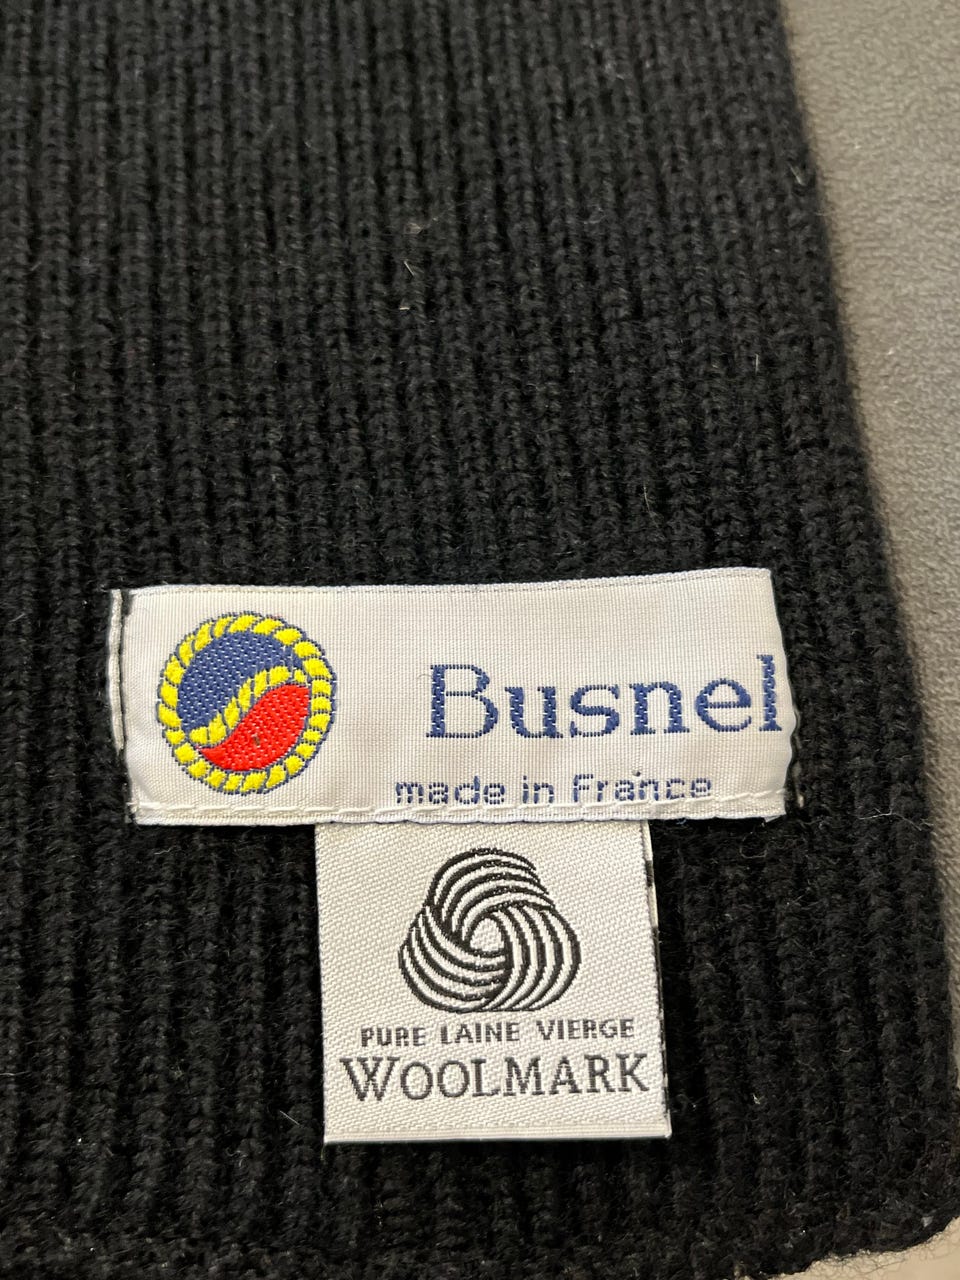 Busnel
made in France
PURE LAINE VIERGE
WOOLMARK